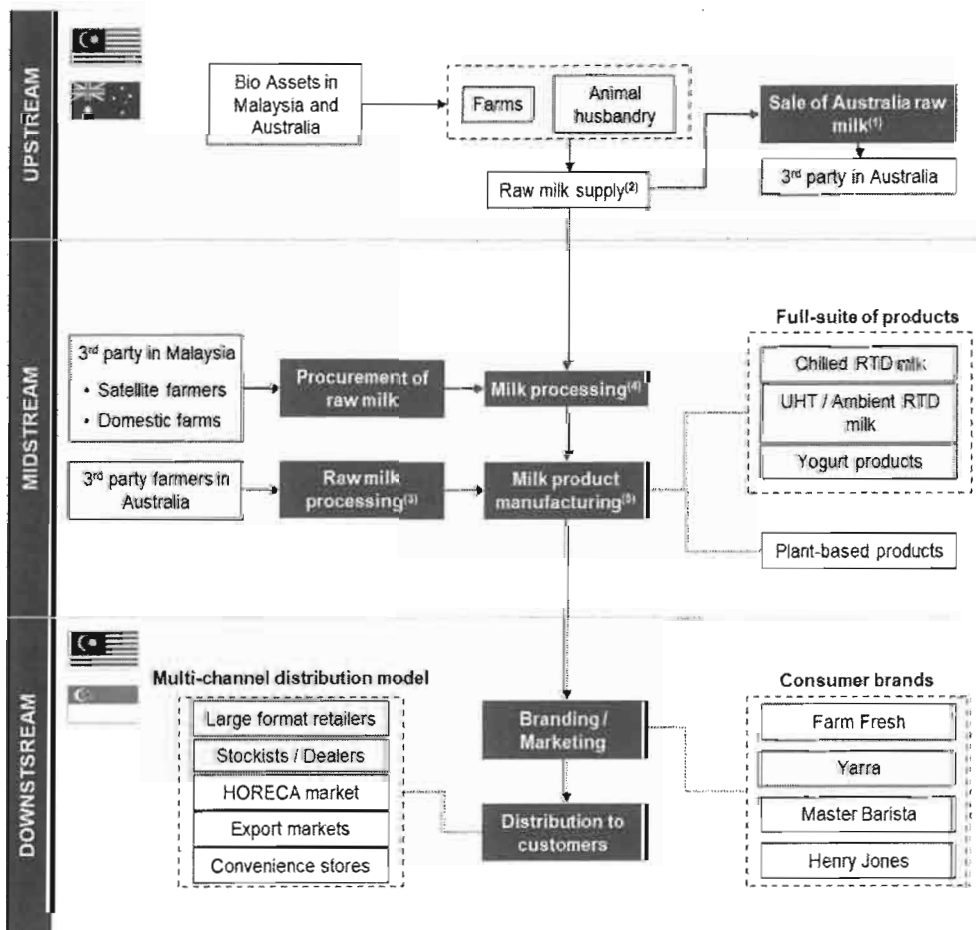 UPSTREAM
Bio Assets in
Malaysia and
Australia
Farms
Animal
husbandry
Sale of Australia raw
milk(1)
3rd party in Australia
Raw milk supply(2)
MIDSTREAM
3rd party in Malaysia
• Satellite farmers
• Domestic farms
Procurement of
raw milk
Milk processing(4)
3rd party farmers in
Australia
Raw milk
processing(3)
Milk product
manufacturing(5)
Full-suite of products
Chilled RTD milk
UHT / Ambient RTD
milk
Yogurt products
Plant-based products
DOWNSTSREAM
Multi-channel distribution model
Large format retailers
Stockists / Dealers
HORECA market
Export markets
Convenience stores
Branding /
Marketing
Distribution to
customers
Consumer brands
Farm Fresh
Yarra
Master Barista
Henry Jones